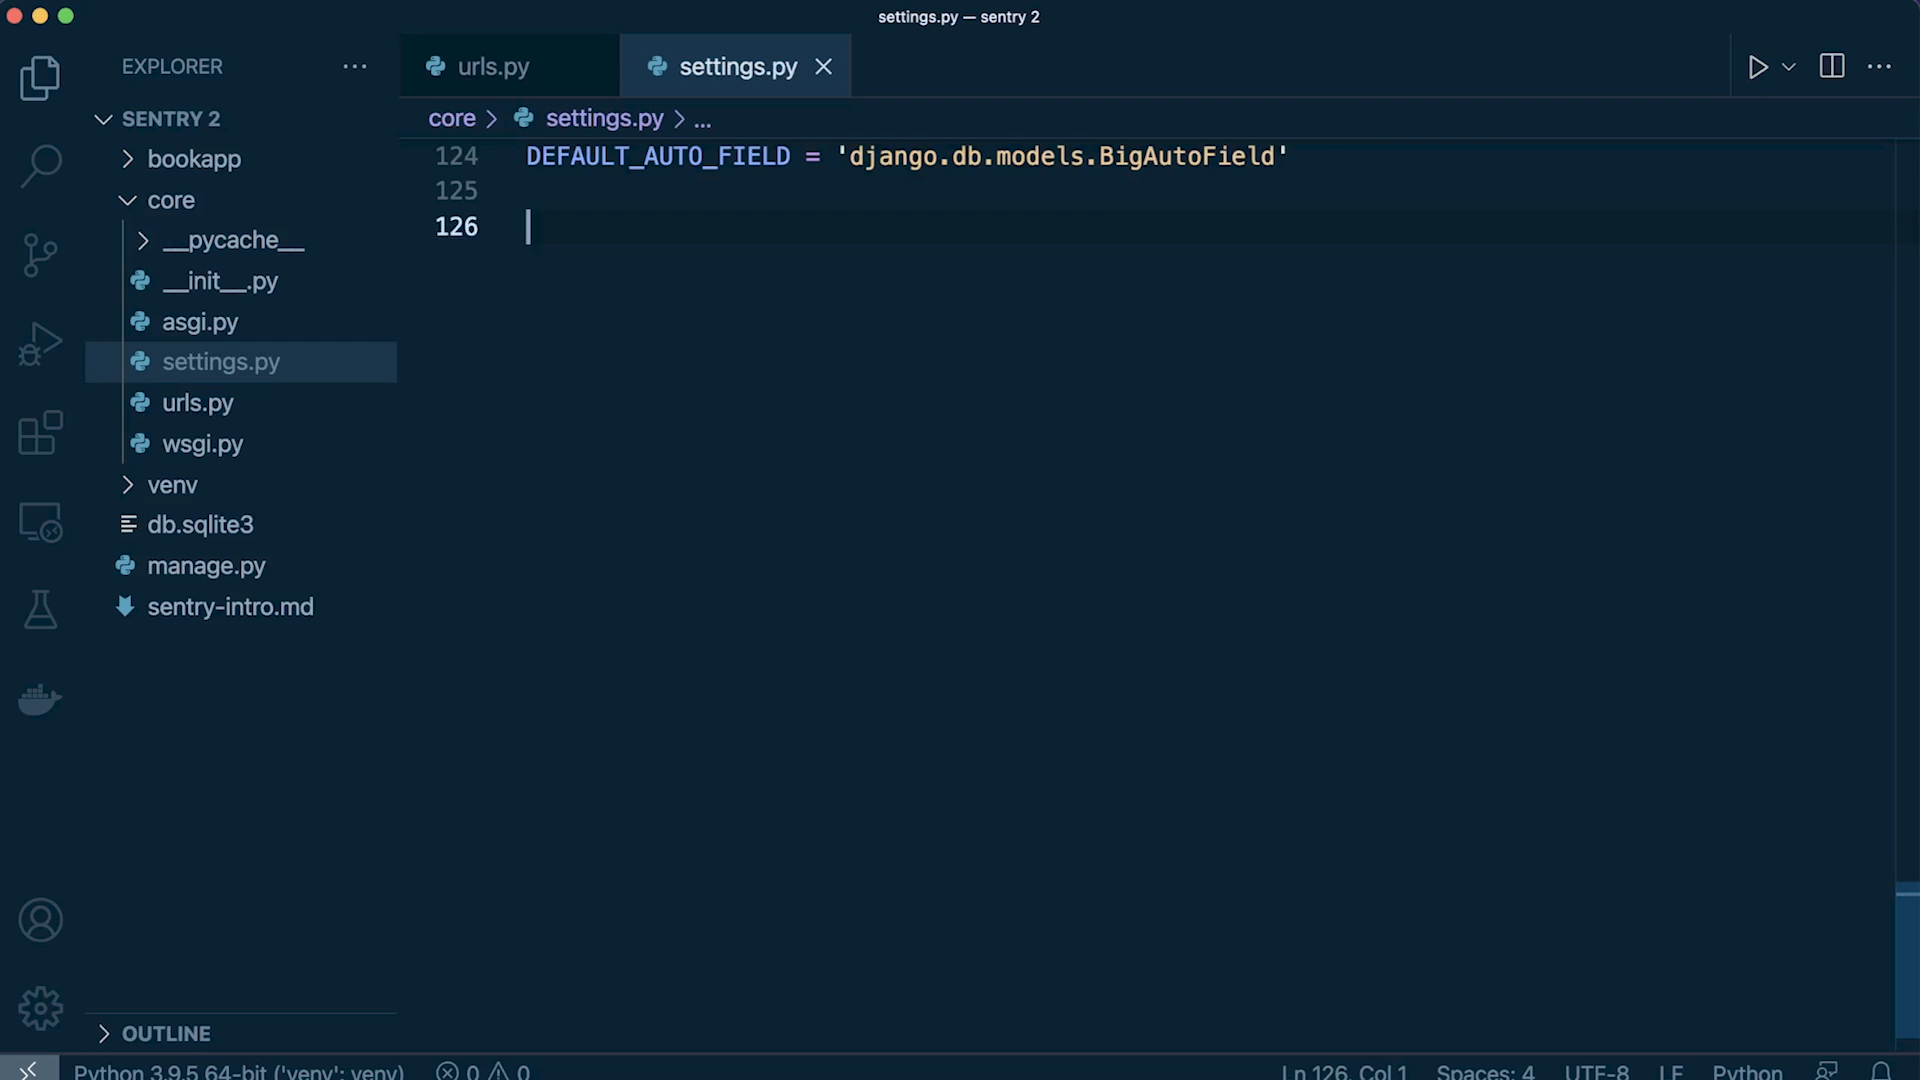 settings.py — sentry 2
EXPLORER
urls.py
settings.py
SENTRY 2
core > settings.py > ...
bookapp
124 DEFAULT_AUTO_FIELD = 'django.db.models.BigAutoField'
125
126
core
__pycache__
__init__.py
asgi.py
settings.py
urls.py
wsgi.py
venv
db.sqlite3
manage.py
sentry-intro.md
OUTLINE
Python 3.9.5 64-bit ('venv': venv) 0 0 Ln 126, Col 1 Spaces: 4 UTF-8 LF Python